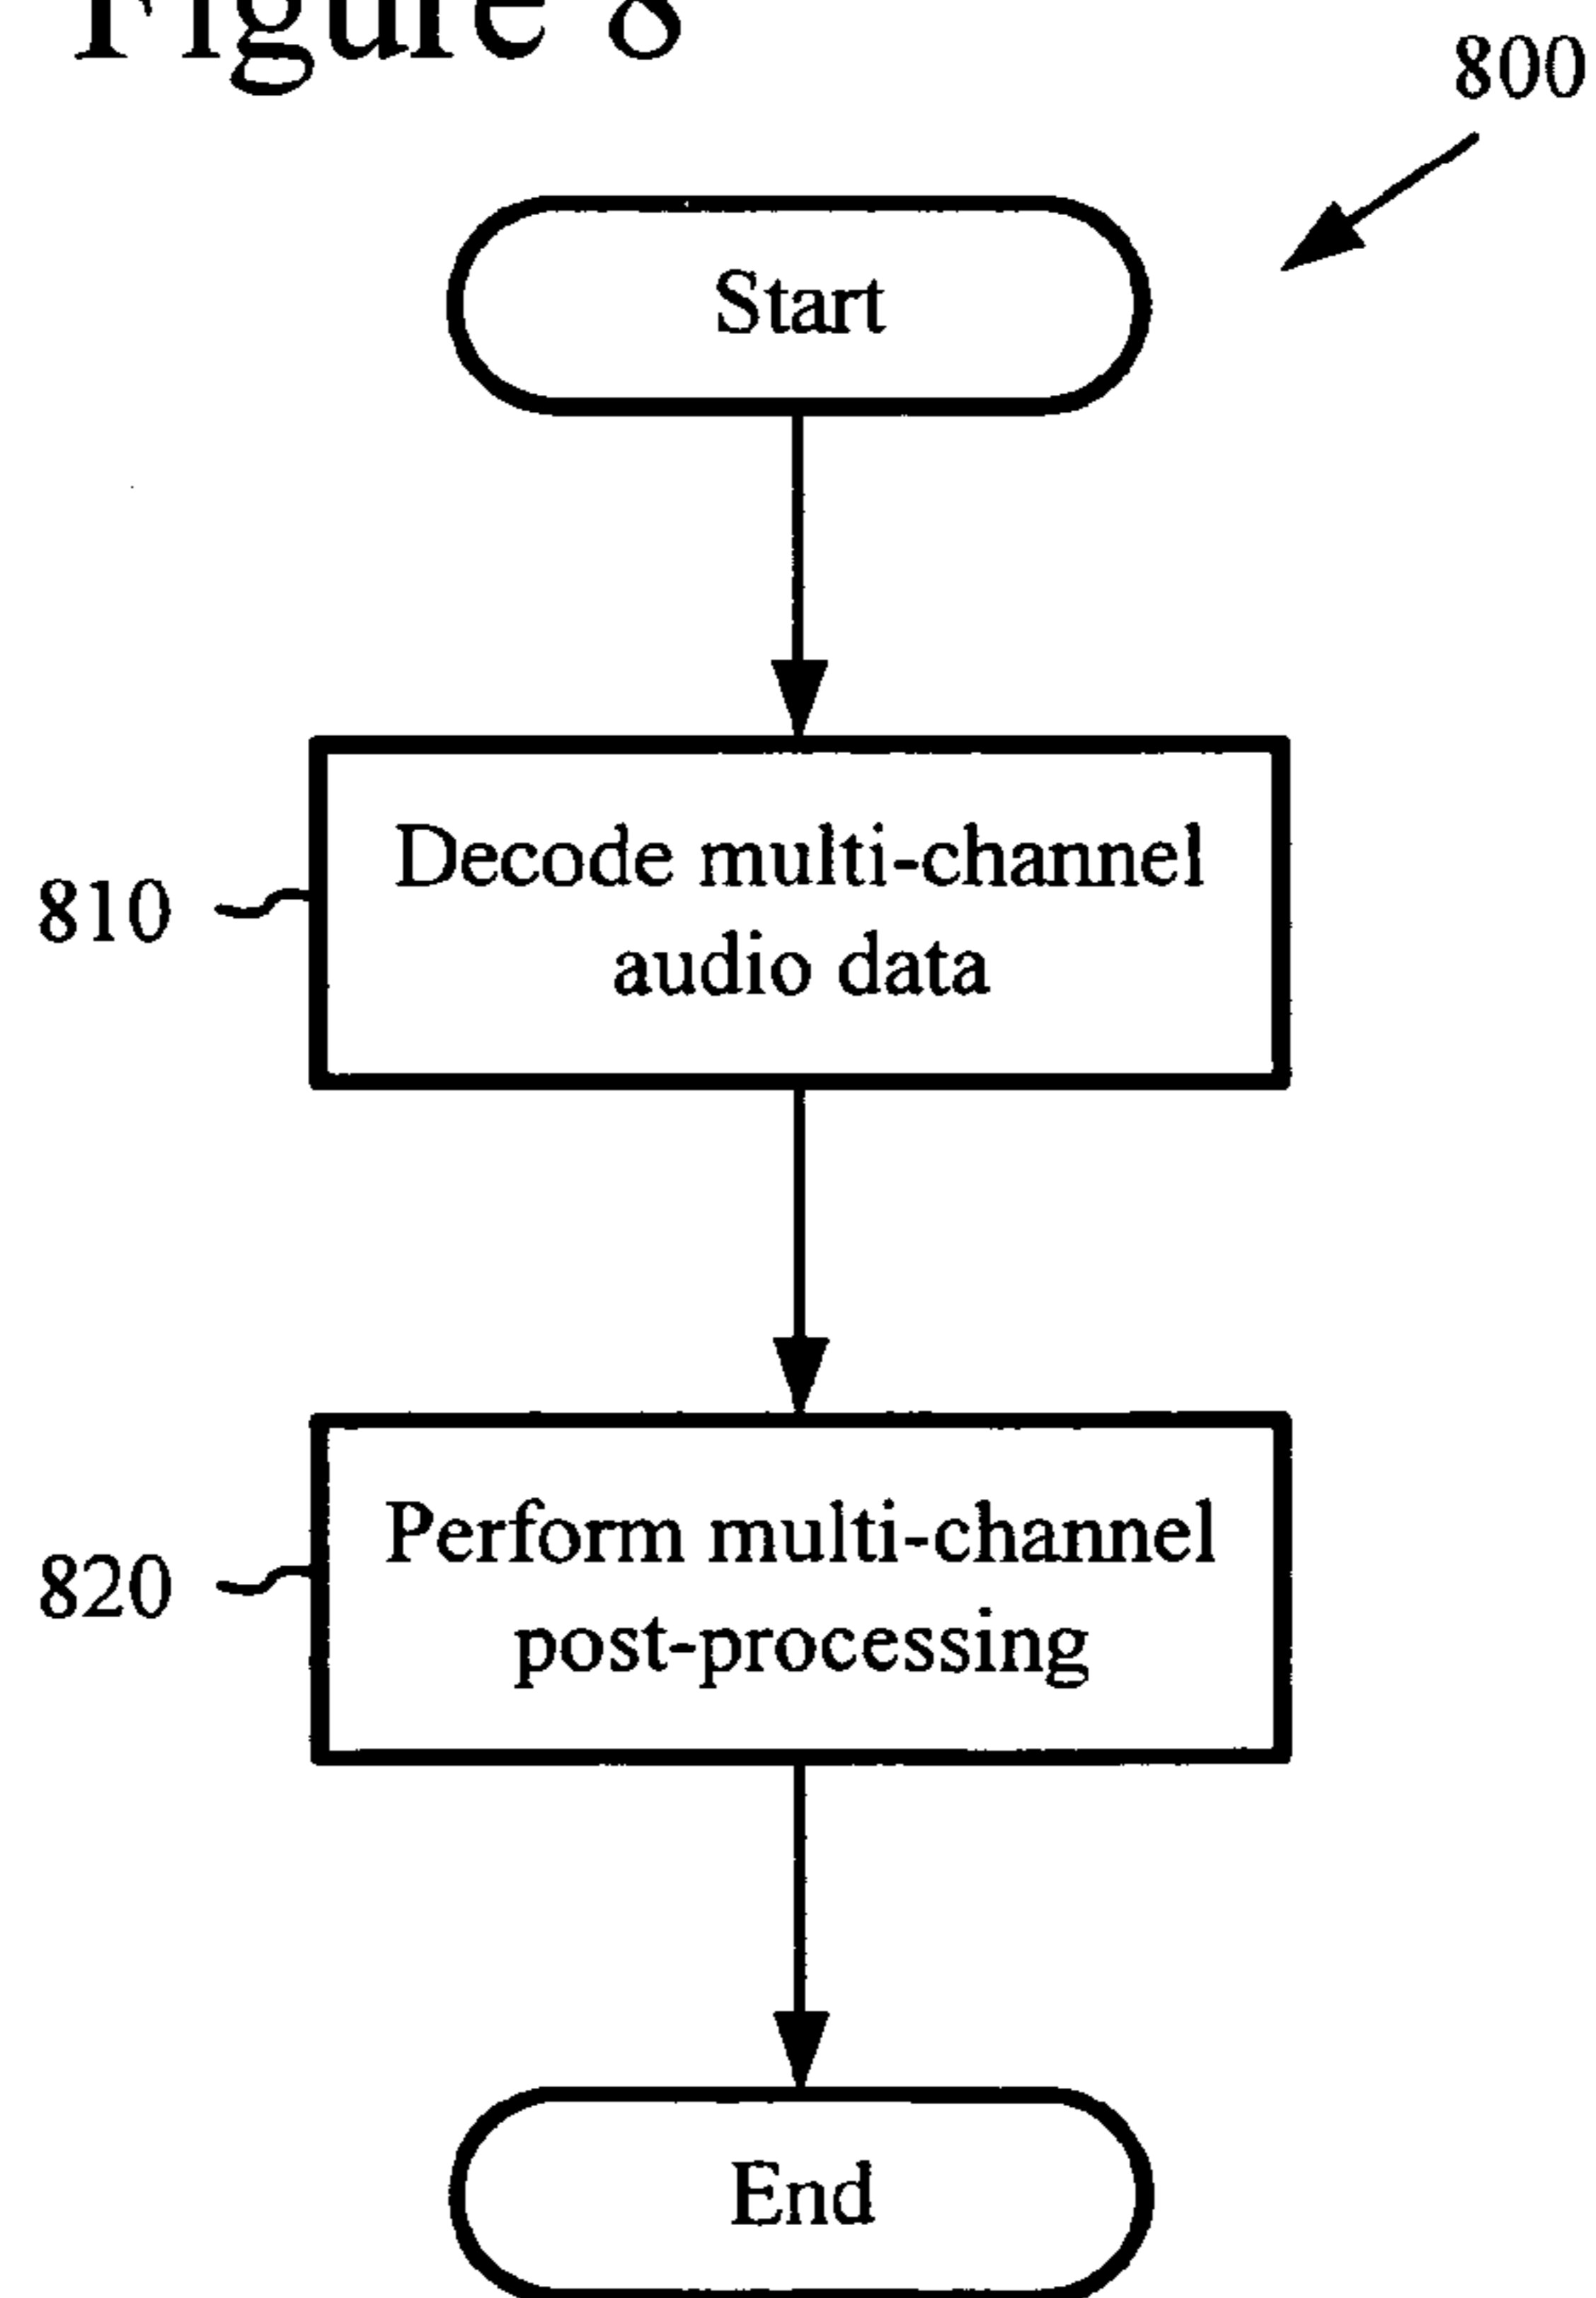 Figure 8
800
Start
810
Decode multi-channel
audio data
820
Perform multi-channel
post-processing
End